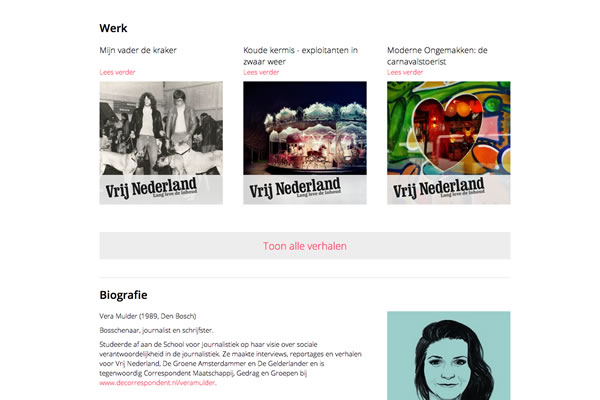 Werk
Mijn vader de kraker
Lees verder
Koude kermis - exploitanten in
zwaar weer
Lees verder
Moderne Ongemakken: de
carnavalstoerist
Lees verder
Vrij Nederland
Lang leve de inhoud
Vrij Nederland
Lang leve de inhoud
Vrij Nederland
Lang leve de inhoud
Toon alle verhalen
Biografie
Vera Mulder (1989, Den Bosch)
Bosschenaar, journalist en schrijfster.
Studeerde af aan de School voor Journalistiek op haar visie over sociale
verantwoordelijkheid in de journalistiek. Ze maakte interviews, reportages en verhalen
voor Vrij Nederland, De Groene Amsterdammer en De Gelderlander en is
tegenwoordig Correspondent Maatschappij, Gedrag en Groepen bij
www.decorrespondent.nl/veramulder.